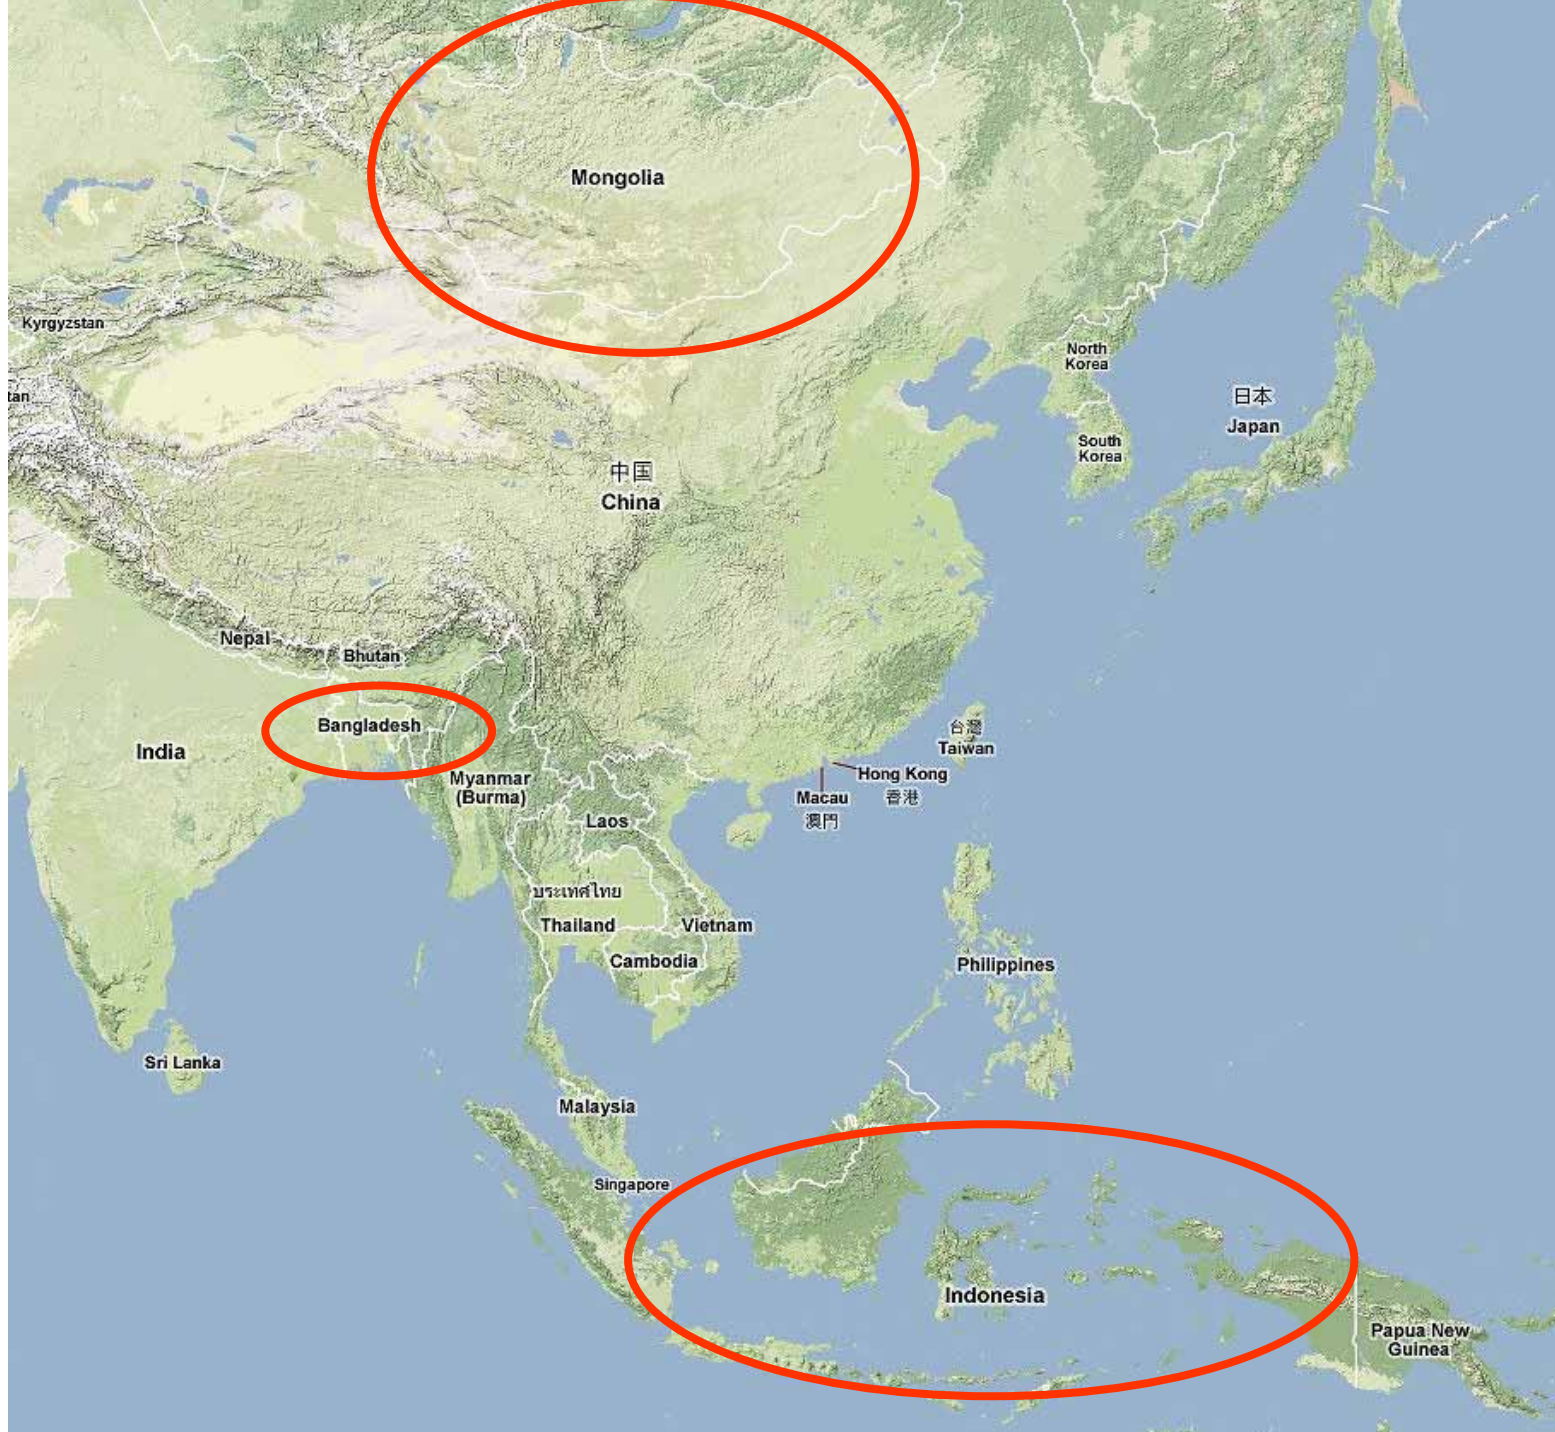 Mongolia
Kyrgyzstan
North
Korea
tan
日本
Japan
South
Korea
中国
China
Nepal
Bhutan
Bangladesh
India
台灣
Taiwan
Myanmar
(Burma)
Hong Kong
香港
Macau
澳門
Laos
ประเทศไทย
Thailand
Vietnam
Cambodia
Philippines
Sri Lanka
Malaysia
Singapore
Indonesia
Papua New
Guinea